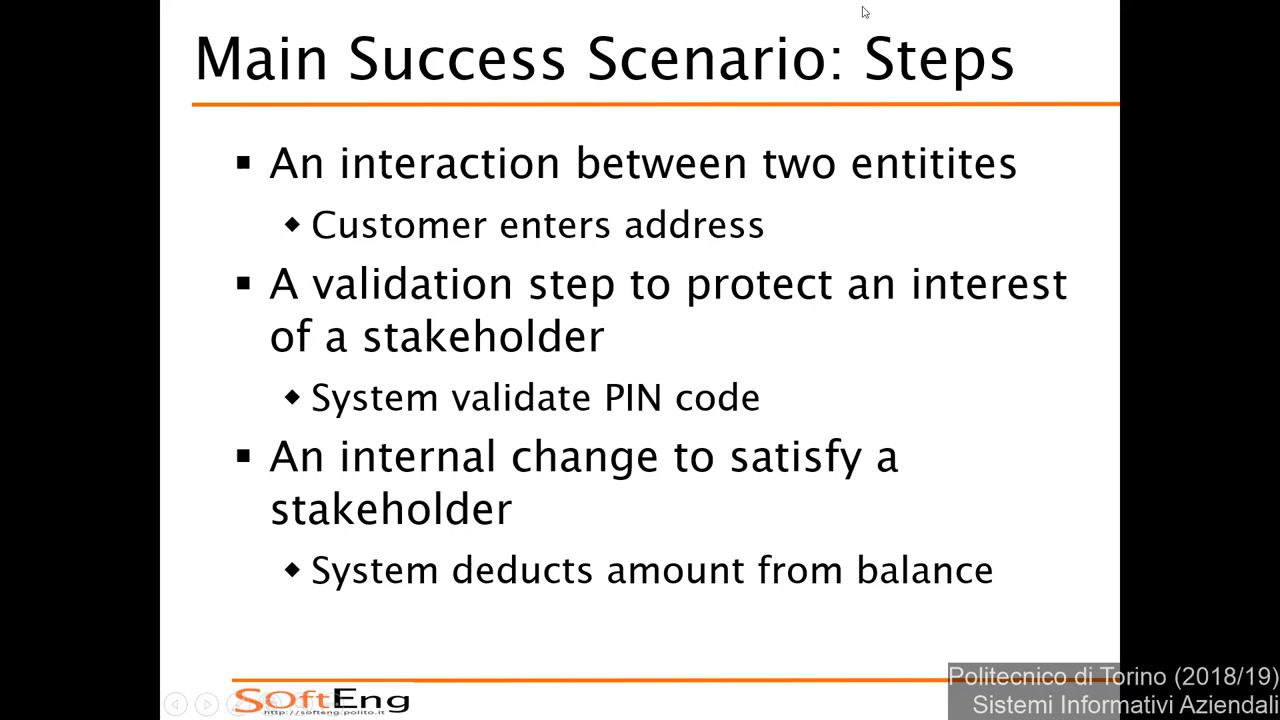 Main Success Scenario: Steps
An interaction between two entitites
Customer enters address
A validation step to protect an interest
of a stakeholder
System validate PIN code
An internal change to satisfy a
stakeholder
System deducts amount from balance
SOftEng
http://softeng.polito.it
Politecnico di Torino (2018/19)
Sistemi Informativi Aziendali